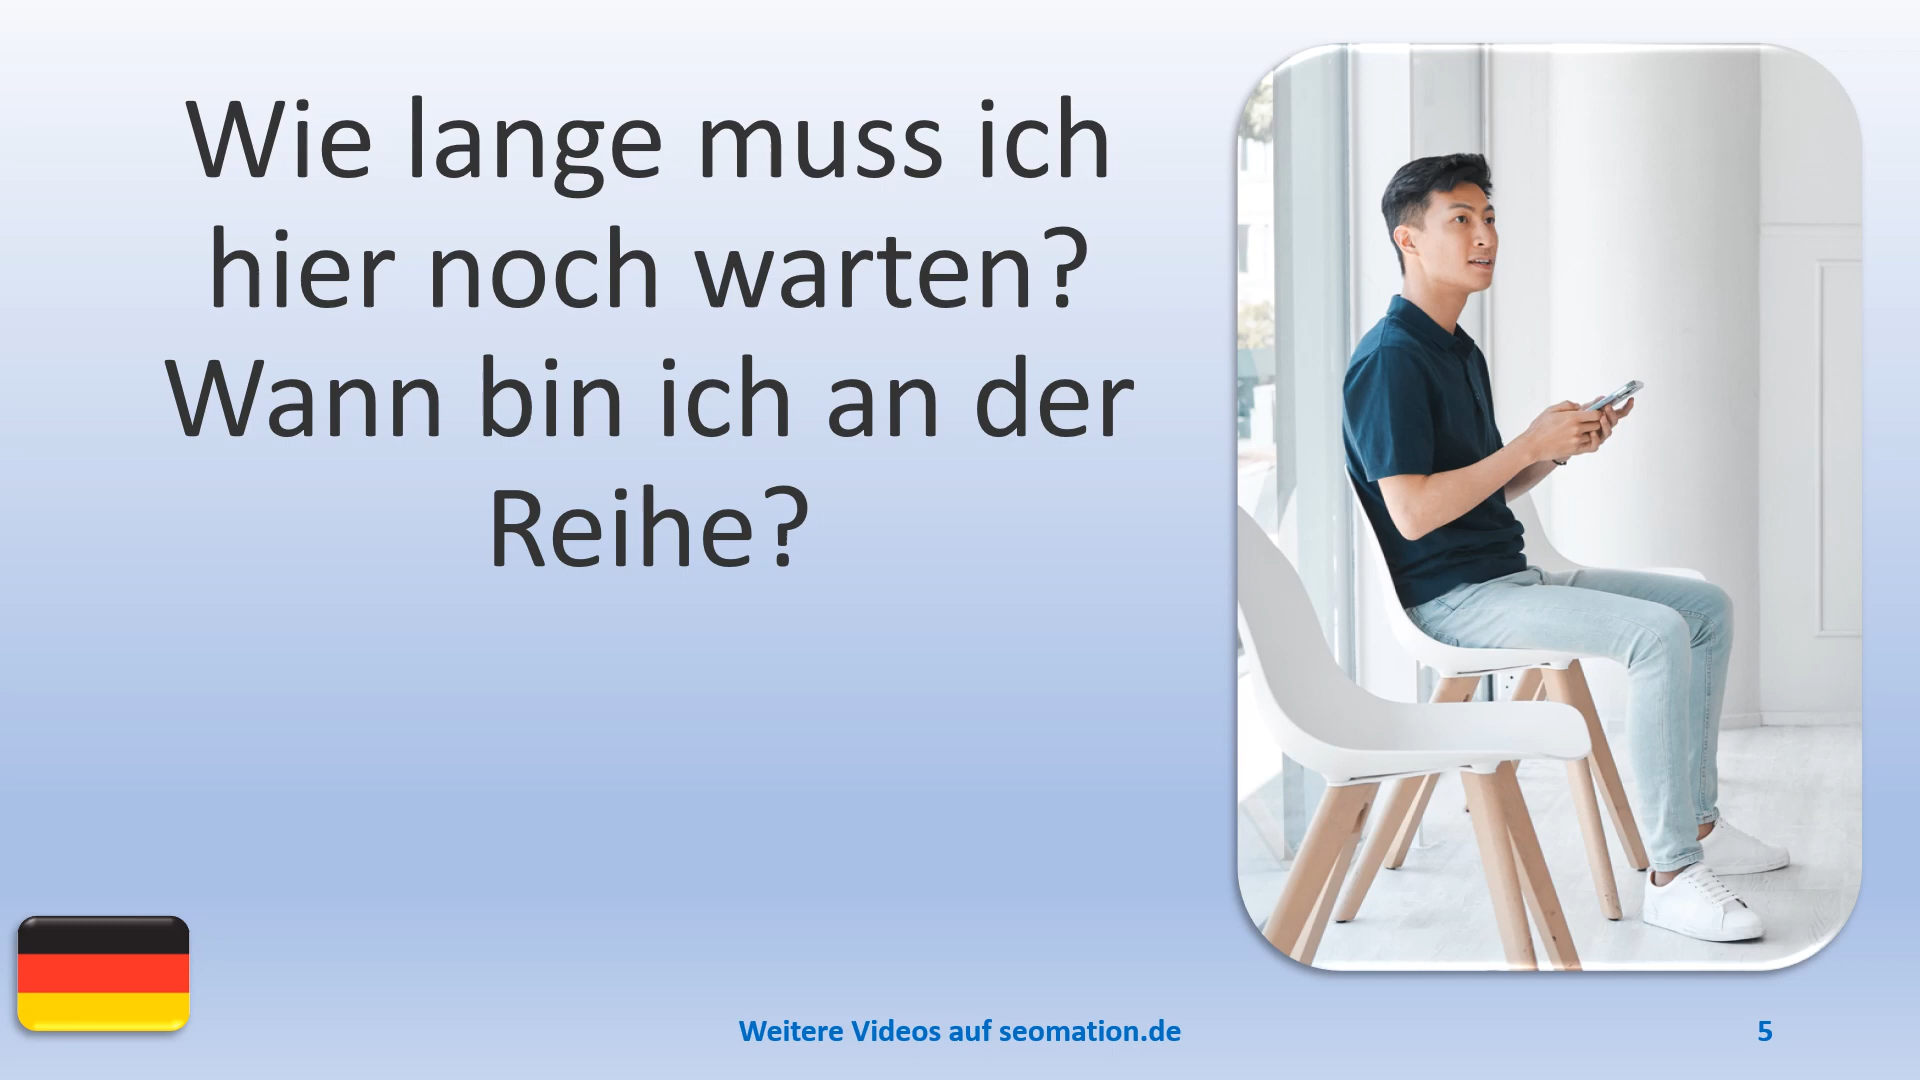 Wie lange muss ich
hier noch warten?
Wann bin ich an der
Reihe?
Weitere Videos auf seomation.de
5